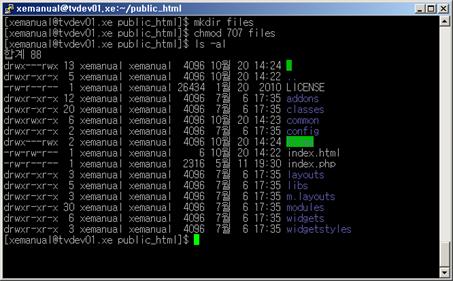 xemanual@tvdev01.xe:~/public_html
[xemanual@tvdev01.xe public_html]$ mkdir files
[xemanual@tvdev01.xe public_html]$ chmod 707 files
[xemanual@tvdev01.xe public_html]$ ls -al
합계 88
drwx---rwx 13 xemanual xemanual 4096 10월 20 14:24 .
drwxr-xr-x 5 xemanual xemanual 4096 10월 20 14:22 ..
-rw-r--r-- 1 xemanual xemanual 26434 1월 20 2010 LICENSE
drwxr-xr-x 12 xemanual xemanual 4096 7월 6 17:35 addons
drwxr-xr-x 20 xemanual xemanual 4096 7월 6 17:35 classes
drwxrwxr-x 6 xemanual xemanual 4096 10월 20 14:23 common
drwxr-xr-x 2 xemanual xemanual 4096 7월 6 17:35 config
drwx---rwx 2 xemanual xemanual 4096 10월 20 14:24
-rw-rw-r-- 1 xemanual xemanual 6 10월 20 14:22 index.html
-rw-r--r-- 1 xemanual xemanual 2316 5월 11 19:30 index.php
drwxr-xr-x 3 xemanual xemanual 4096 7월 6 17:35 layouts
drwxr-xr-x 5 xemanual xemanual 4096 7월 6 17:35 libs
drwxr-xr-x 3 xemanual xemanual 4096 7월 6 17:35 m.layouts
drwxr-xr-x 30 xemanual xemanual 4096 7월 6 17:35 modules
drwxr-xr-x 6 xemanual xemanual 4096 7월 6 17:35 widgets
drwxr-xr-x 3 xemanual xemanual 4096 7월 6 17:35 widgetstyles
[xemanual@tvdev01.xe public_html]$